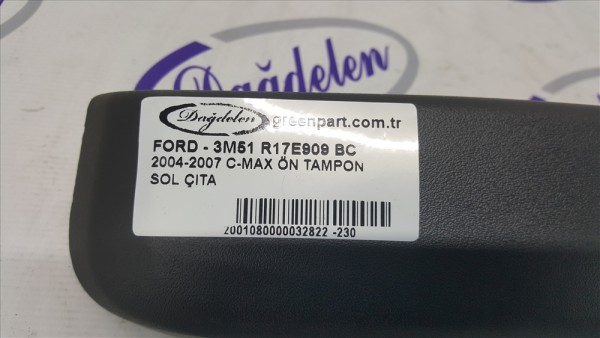 Dağdelen
Dağdelen
greenpart.com.tr
FORD - 3M51 R17E909 BC
2004-2007 C-MAX ÖN TAMPON
SOL ÇITA
2001080000032822 -230